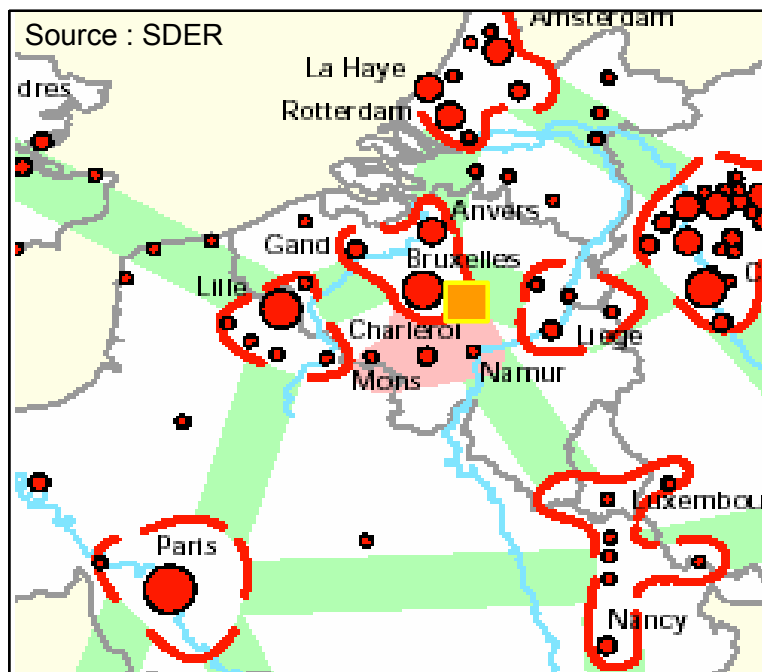 Source : SDER
Amsterdam
La Haye
dres
Rotterdam
Anvers
Gand
Bruxelles
Lille
Charleroi
Liège
Mons
Namur
Luxembou
Paris
Nancy